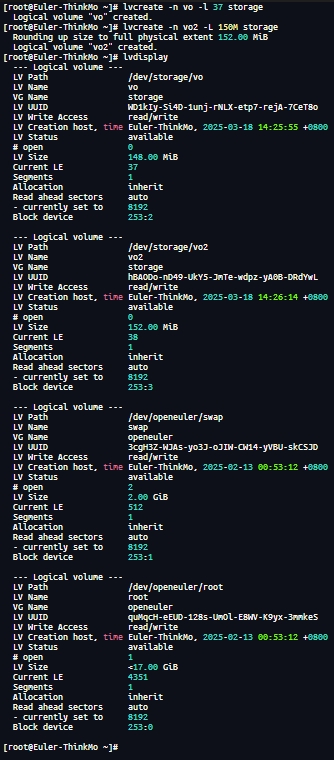 [root@Euler-ThinkMo ~]# lvcreate -n vo -l 37 storage
  Logical volume "vo" created.
[root@Euler-ThinkMo ~]# lvcreate -n vo2 -L 150M storage
  Rounding up size to full physical extent 152.00 MiB
  Logical volume "vo2" created.
[root@Euler-ThinkMo ~]# lvdisplay
  --- Logical volume ---
  LV Path                /dev/storage/vo
  LV Name                vo
  VG Name                storage
  LV UUID                WD1kIy-Si4D-1unj-rNLX-etp7-rejA-7CeT8o
  LV Write Access        read/write
  LV Creation host, time Euler-ThinkMo, 2025-03-18 14:25:55 +0800
  LV Status              available
  # open                 0
  LV Size                148.00 MiB
  Current LE             37
  Segments               1
  Allocation             inherit
  Read ahead sectors     auto
  - currently set to     8192
  Block device           253:2

  --- Logical volume ---
  LV Path                /dev/storage/vo2
  LV Name                vo2
  VG Name                storage
  LV UUID                hBAODo-nD49-UkY5-JmTe-wdpz-yA0B-DRdYwL
  LV Write Access        read/write
  LV Creation host, time Euler-ThinkMo, 2025-03-18 14:26:14 +0800
  LV Status              available
  # open                 0
  LV Size                152.00 MiB
  Current LE             38
  Segments               1
  Allocation             inherit
  Read ahead sectors     auto
  - currently set to     8192
  Block device           253:3

  --- Logical volume ---
  LV Path                /dev/openeuler/swap
  LV Name                swap
  VG Name                openeuler
  LV UUID                3cgH3Z-WJAs-yo3J-oJIW-CW14-yVBU-skCSJD
  LV Write Access        read/write
  LV Creation host, time Euler-ThinkMo, 2025-02-13 00:53:12 +0800
  LV Status              available
  # open                 2
  LV Size                2.00 GiB
  Current LE             512
  Segments               1
  Allocation             inherit
  Read ahead sectors     auto
  - currently set to     8192
  Block device           253:1

  --- Logical volume ---
  LV Path                /dev/openeuler/root
  LV Name                root
  VG Name                openeuler
  LV UUID                quMqcH-eEUD-128s-UmOl-E8WV-K9yx-3mmkeS
  LV Write Access        read/write
  LV Creation host, time Euler-ThinkMo, 2025-02-13 00:53:12 +0800
  LV Status              available
  # open                 1
  LV Size                <17.00 GiB
  Current LE             4351
  Segments               1
  Allocation             inherit
  Read ahead sectors     auto
  - currently set to     8192
  Block device           253:0

[root@Euler-ThinkMo ~]#